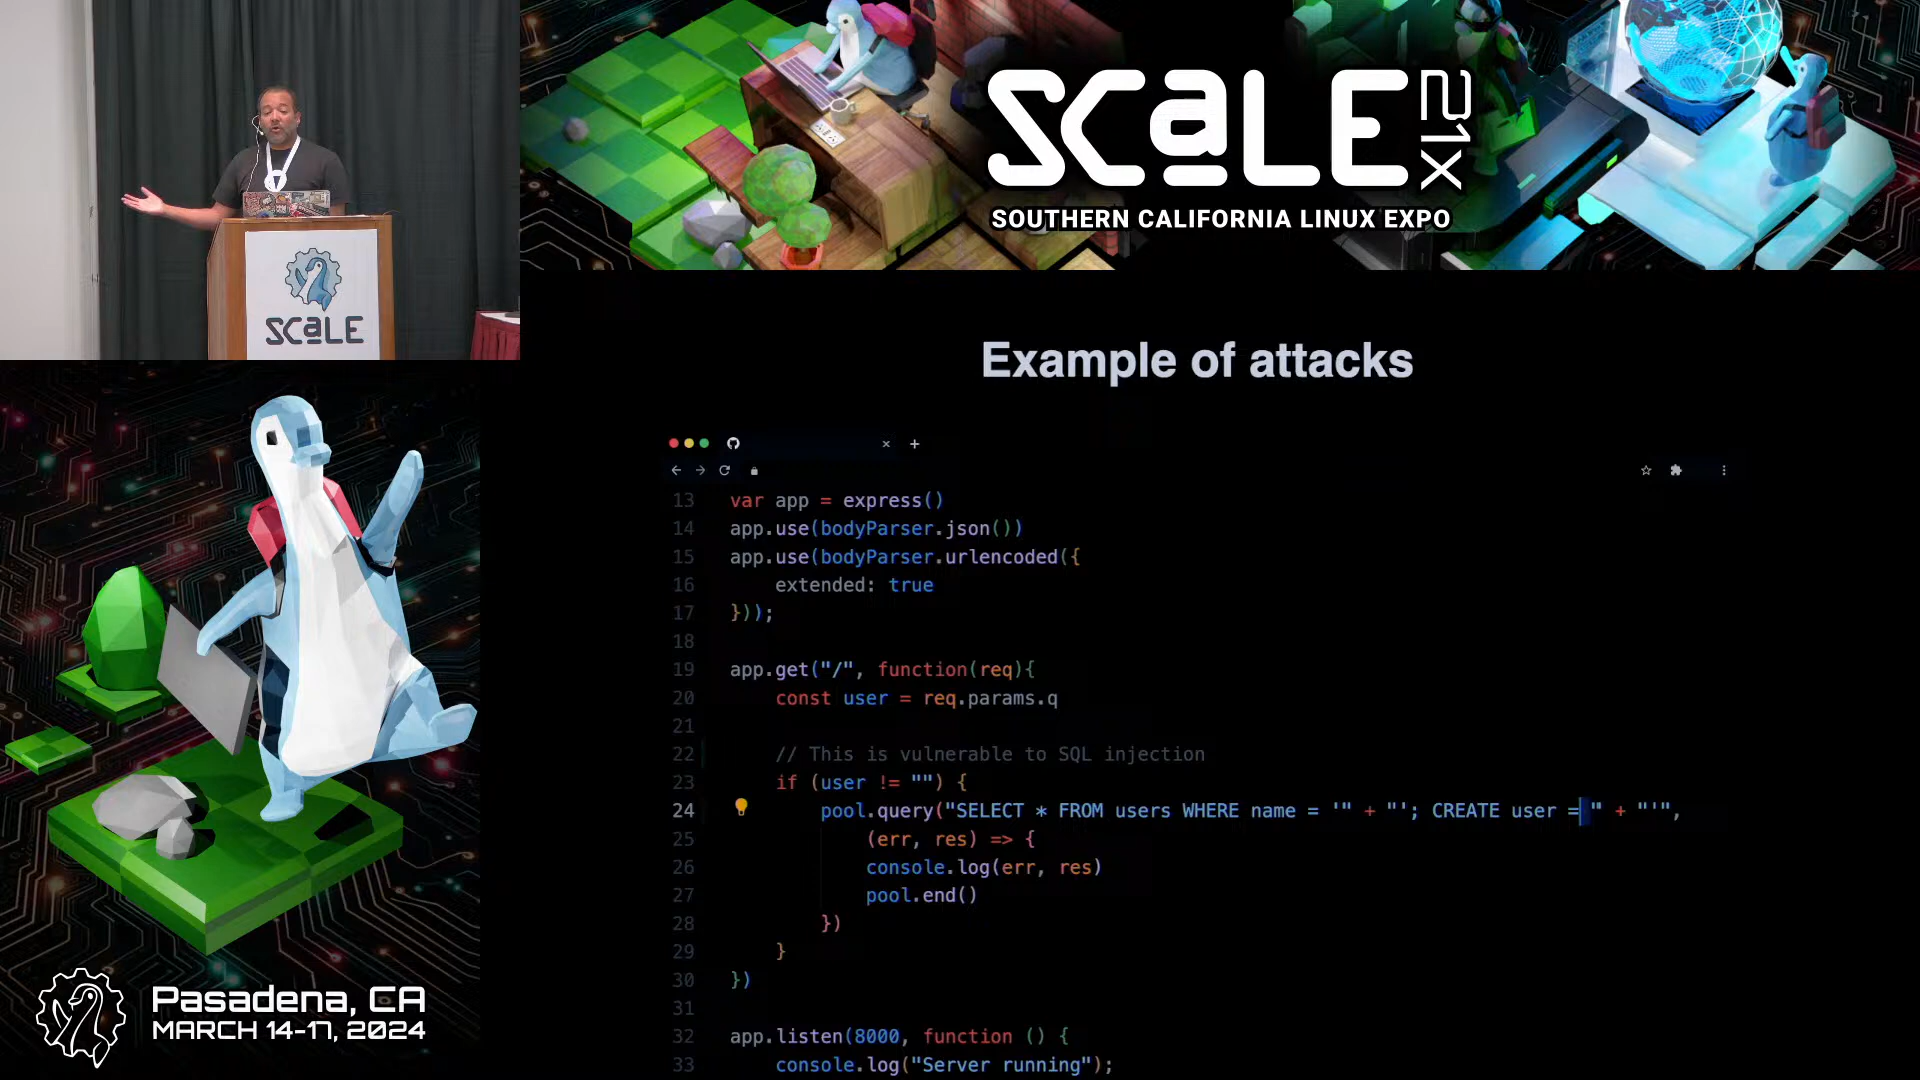 SCaLE 21X
SOUTHERN CALIFORNIA LINUX EXPO
SCaLE
Example of attacks
13 var app = express()
14 app.use(bodyParser.json())
15 app.use(bodyParser.urlencoded({
16 extended: true
17 }));
18
19 app.get("/", function(req){
20 const user = req.params.q
21
22 // This is vulnerable to SQL injection
23 if (user != "") {
24 pool.query("SELECT * FROM users WHERE name = '" + "'; CREATE user = " + "'",
25 (err, res) => {
26 console.log(err, res)
27 pool.end()
28 })
29 }
30 })
31
32 app.listen(8000, function () {
33 console.log("Server running");
Pasadena, CA
MARCH 14-17, 2024